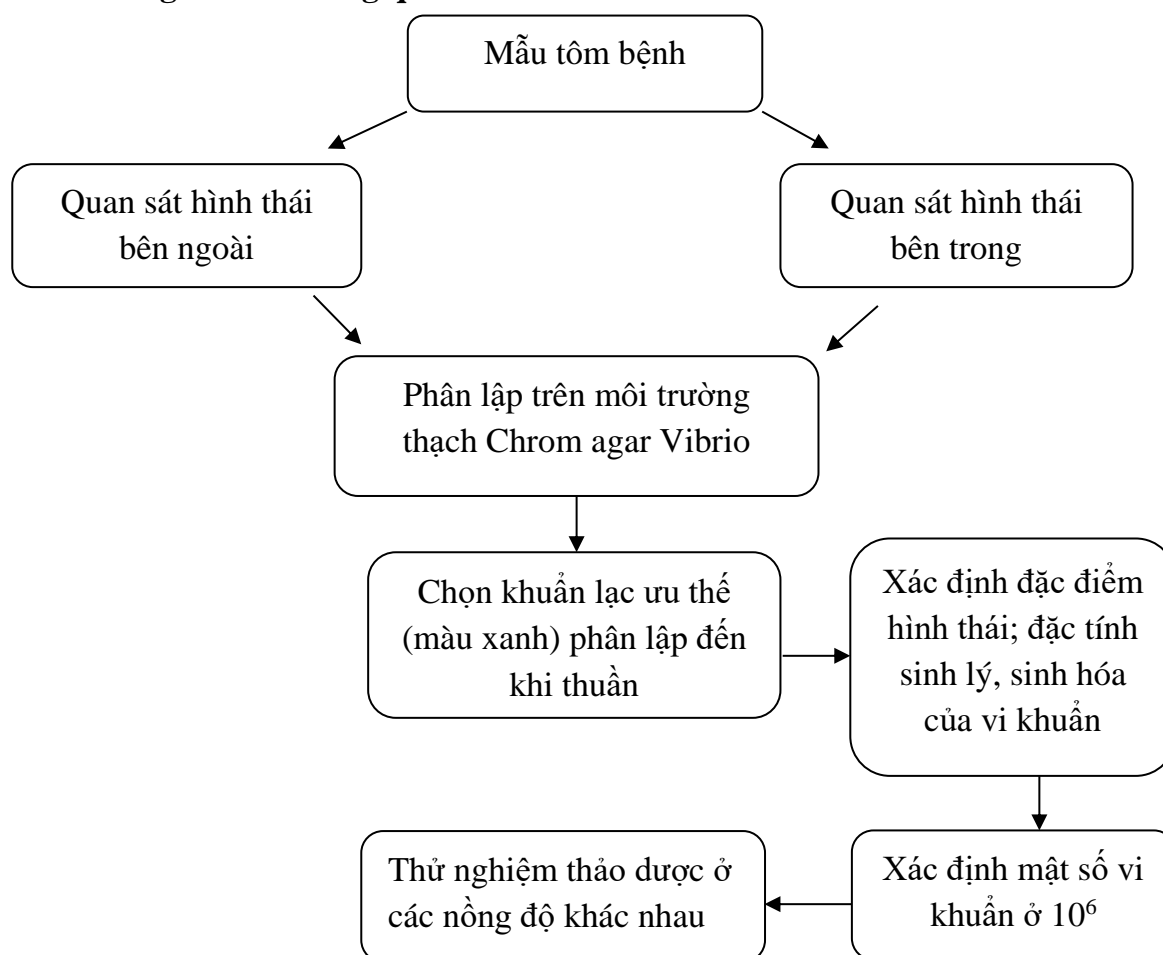 Mẫu tôm bệnh
Quan sát hình thái
bên ngoài
Quan sát hình thái
bên trong
Phân lập trên môi trường
thạch Chrom agar Vibrio
Chọn khuẩn lạc ưu thế
(màu xanh) phân lập đến
khi thuần
Xác định đặc điểm
hình thái; đặc tính
sinh lý, sinh hóa
của vi khuẩn
Xác định mật số vi
khuẩn ở 10⁶
Thử nghiệm thảo dược ở
các nồng độ khác nhau